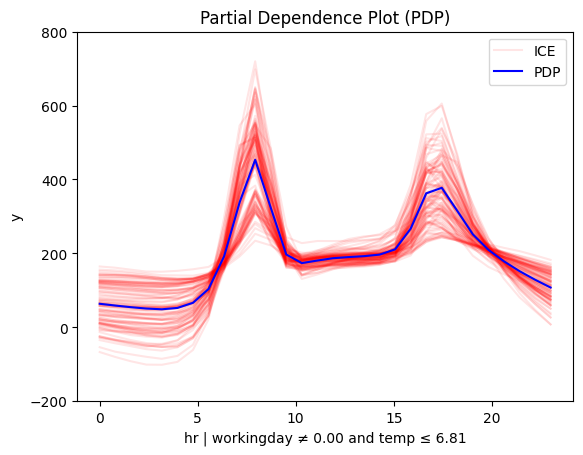 Partial Dependence Plot (PDP)
800
600
400
200
0
−200
y
ICE
PDP
0 5 10 15 20
hr | workingday ≠ 0.00 and temp ≤ 6.81